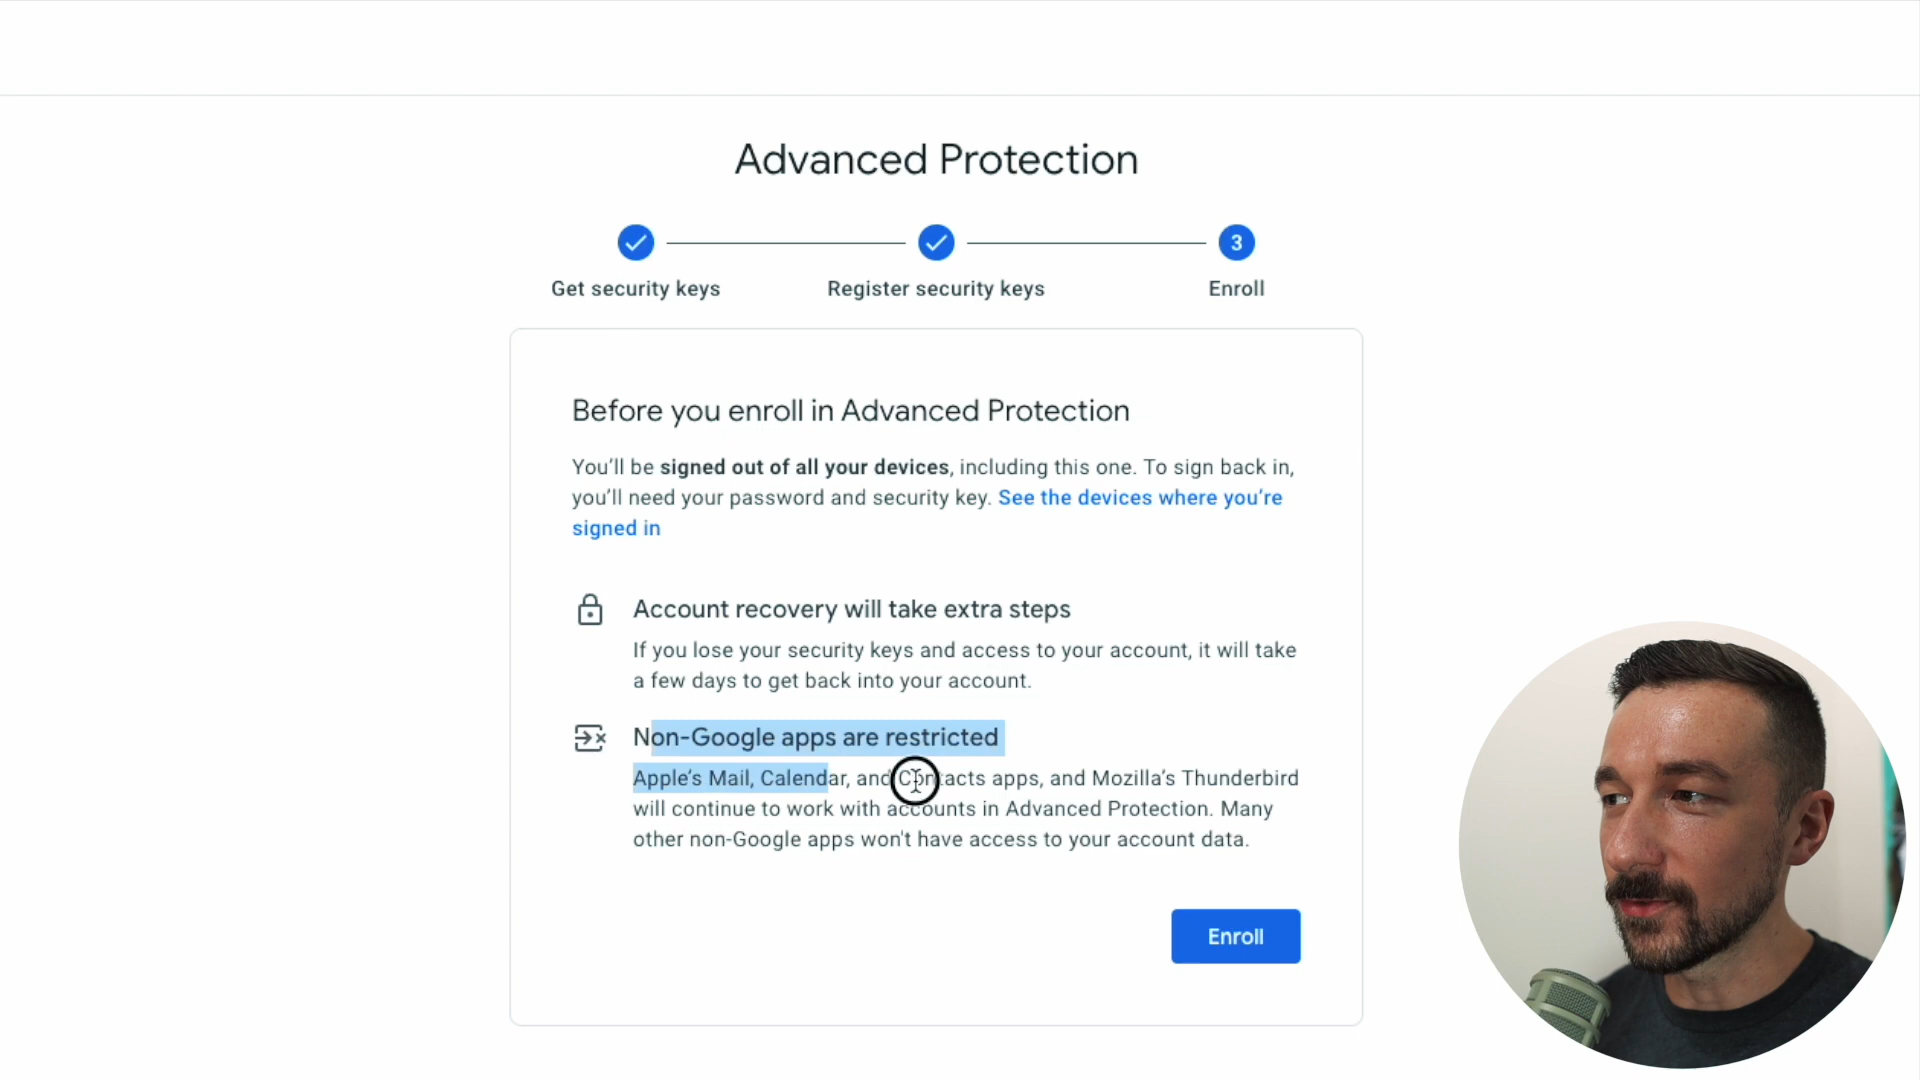 Advanced Protection
3
Get security keys
Register security keys
Enroll
Before you enroll in Advanced Protection
You’ll be signed out of all your devices, including this one. To sign back in,
you’ll need your password and security key. See the devices where you’re
signed in
Account recovery will take extra steps
If you lose your security keys and access to your account, it will take
a few days to get back into your account.
Non-Google apps are restricted
Apple’s Mail, Calendar, and Contacts apps, and Mozilla’s Thunderbird
will continue to work with accounts in Advanced Protection. Many
other non-Google apps won't have access to your account data.
Enroll